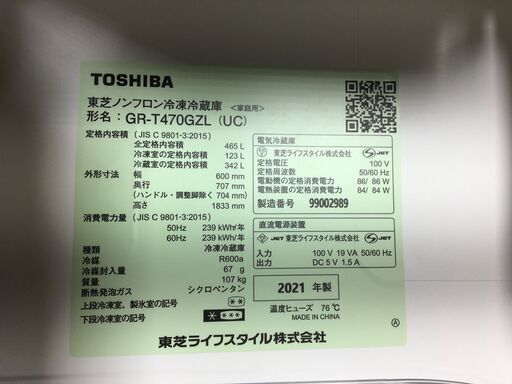 TOSHIBA
東芝ノンフロン冷凍冷蔵庫 <家庭用>
形名: GR-T470GZL (UC)
定格内容積 (JIS C 9801-3:2015)
全定格内容積 465 L
冷凍室の定格内容積 123 L
冷蔵室の定格内容積 342 L
外形寸法 幅 600 mm
奥行 707 mm
(ハンドル・調整脚除く 704 mm)
高さ 1833 mm
消費電力量 (JIS C 9801-3:2015)
50Hz 239 kWh/年
60Hz 239 kWh/年
種類 冷凍冷蔵庫
冷媒 R600a
冷媒封入量 67 g
質量 107 kg
断熱発泡ガス シクロペンタン
上段冷凍室、製氷室の記号 **
下段冷凍室の記号 * ***
電気冷蔵庫
PS E JET 東芝ライフスタイル株式会社 S JET
定格電圧 100 V
定格周波数 50/60 Hz
電動機の定格消費電力 86/ 86 W
電熱装置の定格消費電力 84/ 84 W
製造番号 99002989
直流電源装置
PS E JET 東芝ライフスタイル株式会社 S JET
入力 100 V 19 VA 50/60 Hz
出力 DC 5 V 1.5 A
2021 年製
温度ヒューズ 76℃
MADE IN CHINA
東芝ライフスタイル株式会社
Ⓐ